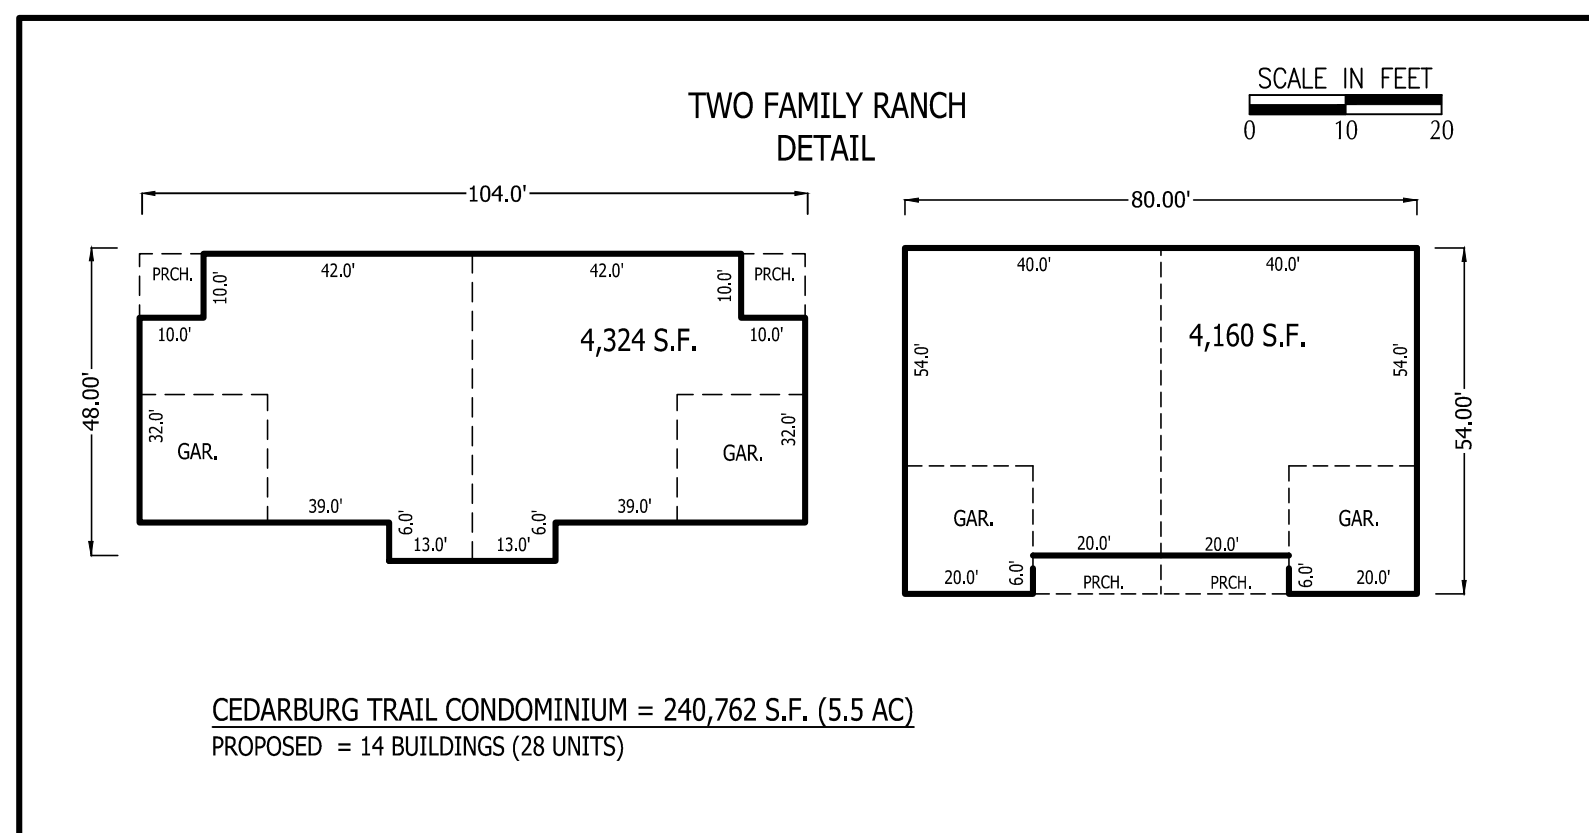 TWO FAMILY RANCH
DETAIL
SCALE IN FEET
0 10 20
104.0'
48.00'
PRCH.
10.0'
42.0'
42.0'
10.0'
PRCH.
10.0'
4,324 S.F.
10.0'
32.0'
GAR.
GAR.
32.0'
39.0'
6.0'
13.0'
13.0'
6.0'
39.0'
80.00'
40.0'
40.0'
54.0'
4,160 S.F.
54.0'
54.00'
GAR.
GAR.
20.0'
20.0'
20.0'
6.0'
PRCH.
PRCH.
6.0'
20.0'
CEDARBURG TRAIL CONDOMINIUM = 240,762 S.F. (5.5 AC)
PROPOSED = 14 BUILDINGS (28 UNITS)